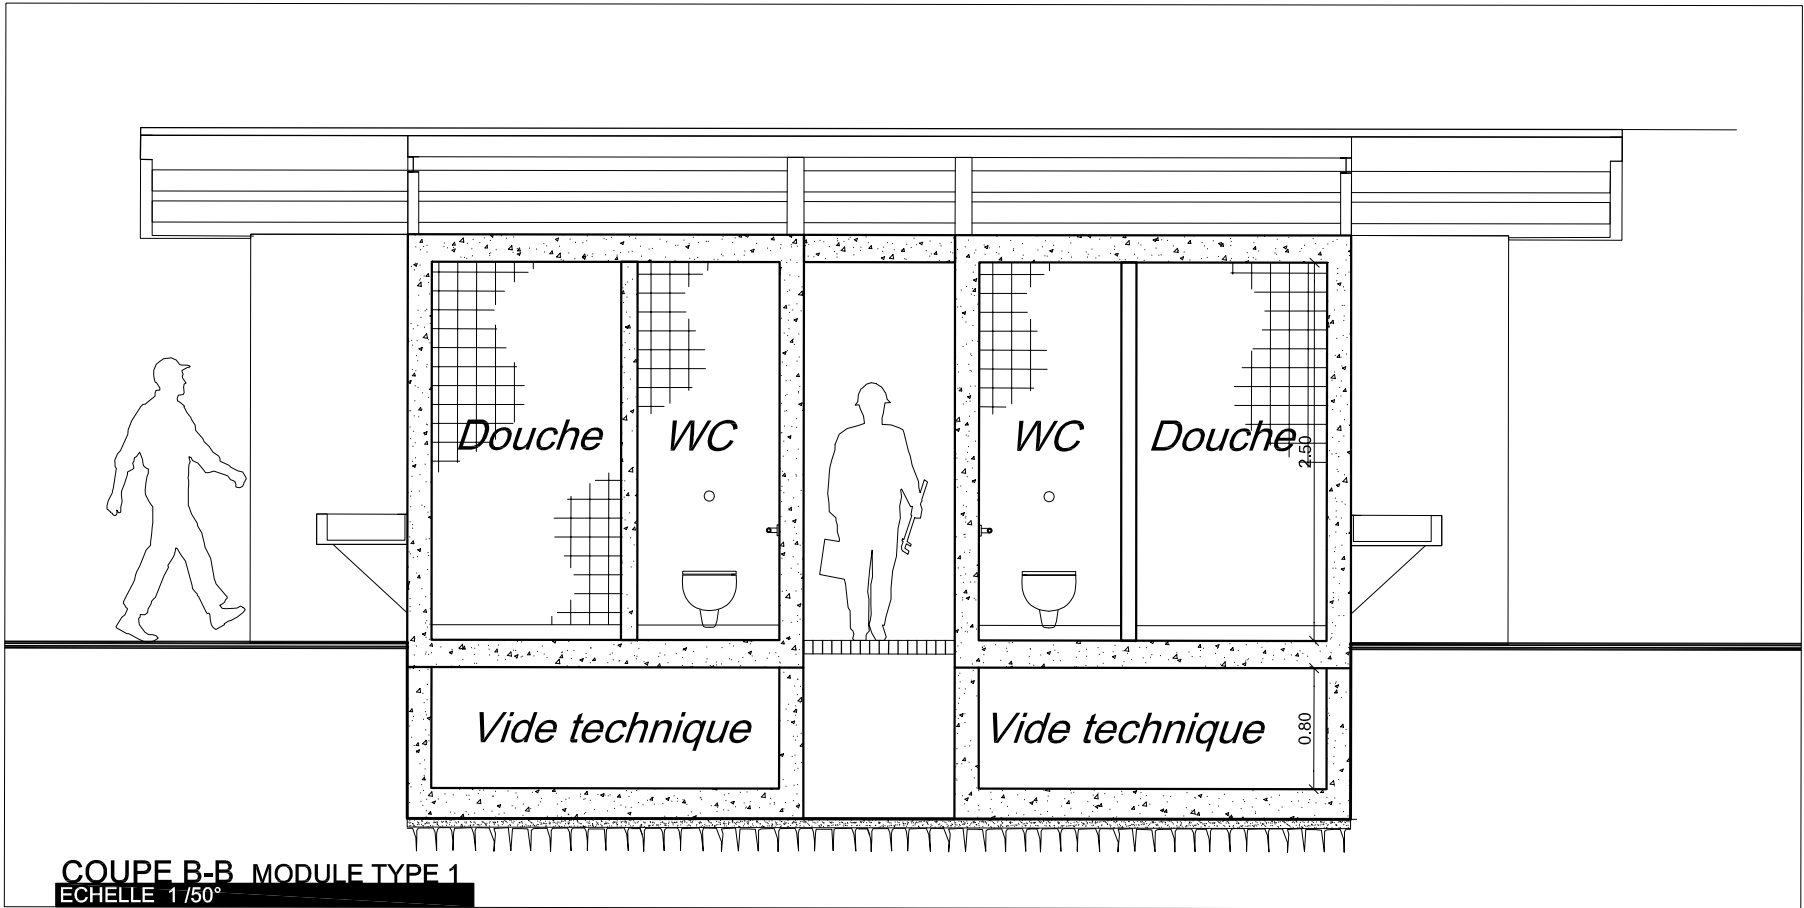 Douche WC WC Douche
2.50
Vide technique Vide technique
0.80
COUPE B-B MODULE TYPE 1
ECHELLE 1 /50°